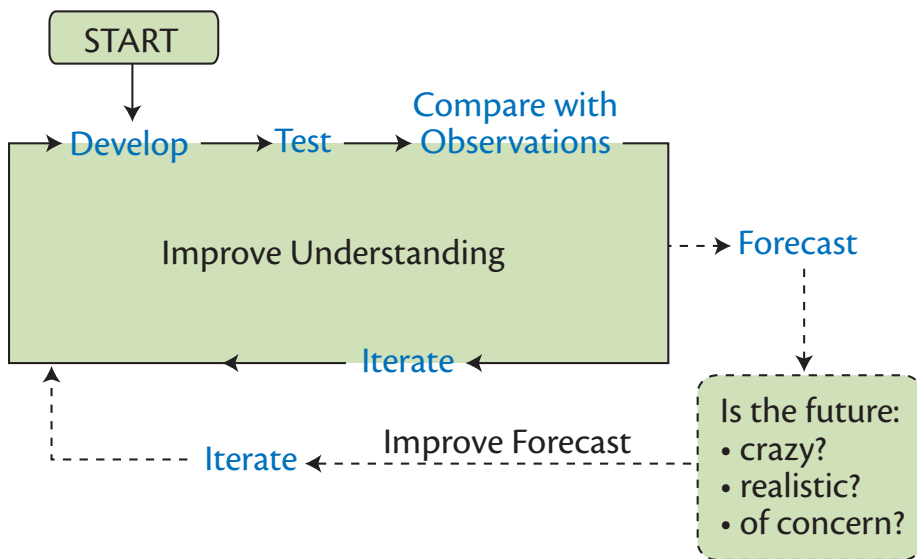 START
Develop
Test
Compare with
Observations
Improve Understanding
Forecast
Iterate
Is the future:
• crazy?
• realistic?
• of concern?
Improve Forecast
Iterate